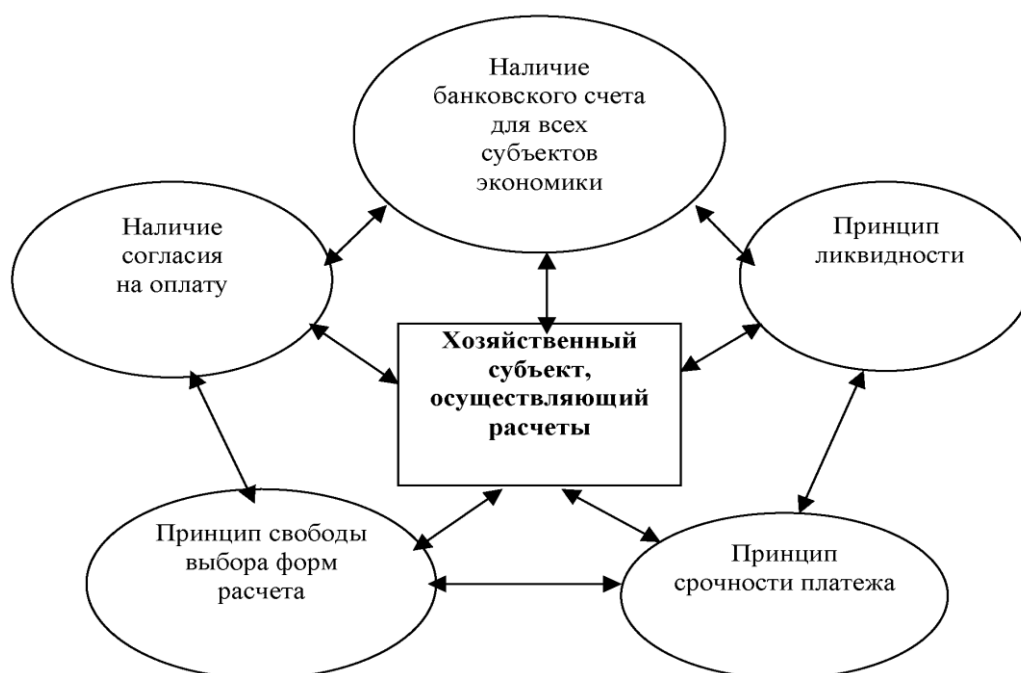 Наличие
банковского счета
для всех
субъектов
экономики
Наличие
согласия
на оплату
Принцип
ликвидности
Хозяйственный
субъект,
осуществляющий
расчеты
Принцип свободы
выбора форм
расчета
Принцип
срочности платежа